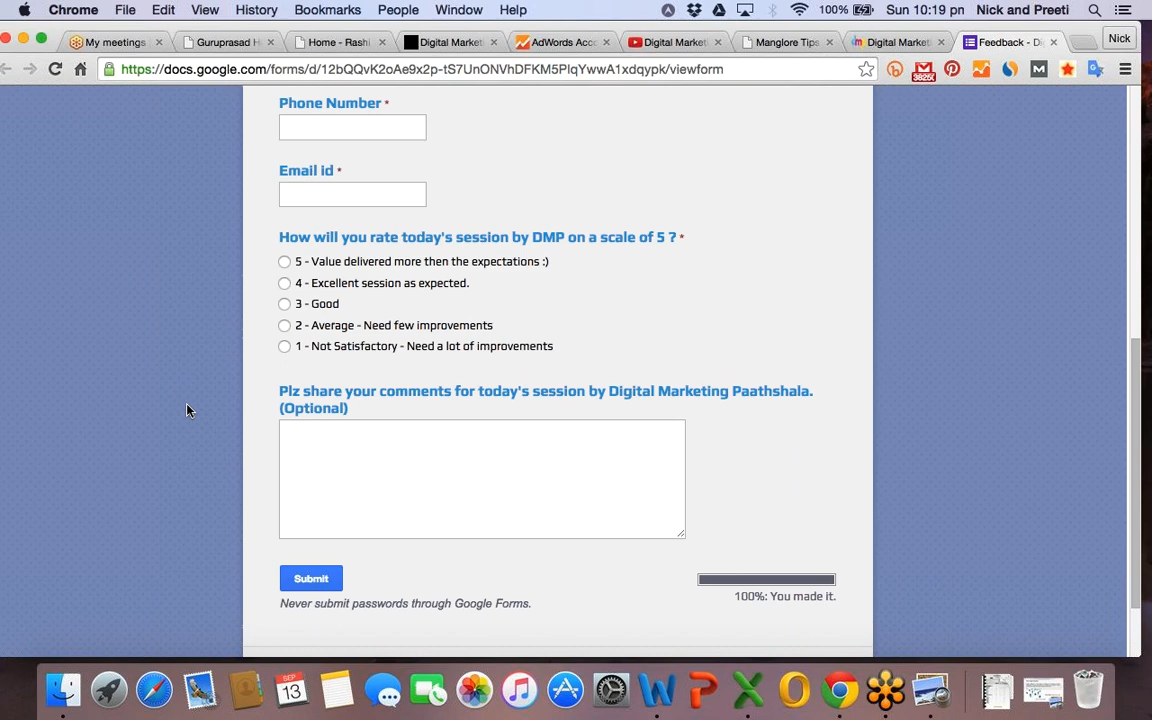 Chrome File Edit View History Bookmarks People Window Help 100% Sun 10:19 pm Nick and Preeti
My meetings Guruprasad H Home - Rashi Digital Marketi AdWords Acco Digital Marketi Manglore Tips Digital Market Feedback - Di Nick
https://docs.google.com/forms/d/12bQQvK2oAe9x2p-tS7UnONVhDFKM5PlqYwwA1xdqypk/viewform
Phone Number *
Email id *
How will you rate today's session by DMP on a scale of 5 ? *
5 - Value delivered more then the expectations :)
4 - Excellent session as expected.
3 - Good
2 - Average - Need few improvements
1 - Not Satisfactory - Need a lot of improvements
Plz share your comments for today's session by Digital Marketing Paathshala.
(Optional)
Submit
Never submit passwords through Google Forms.
100%: You made it.
SEP
13